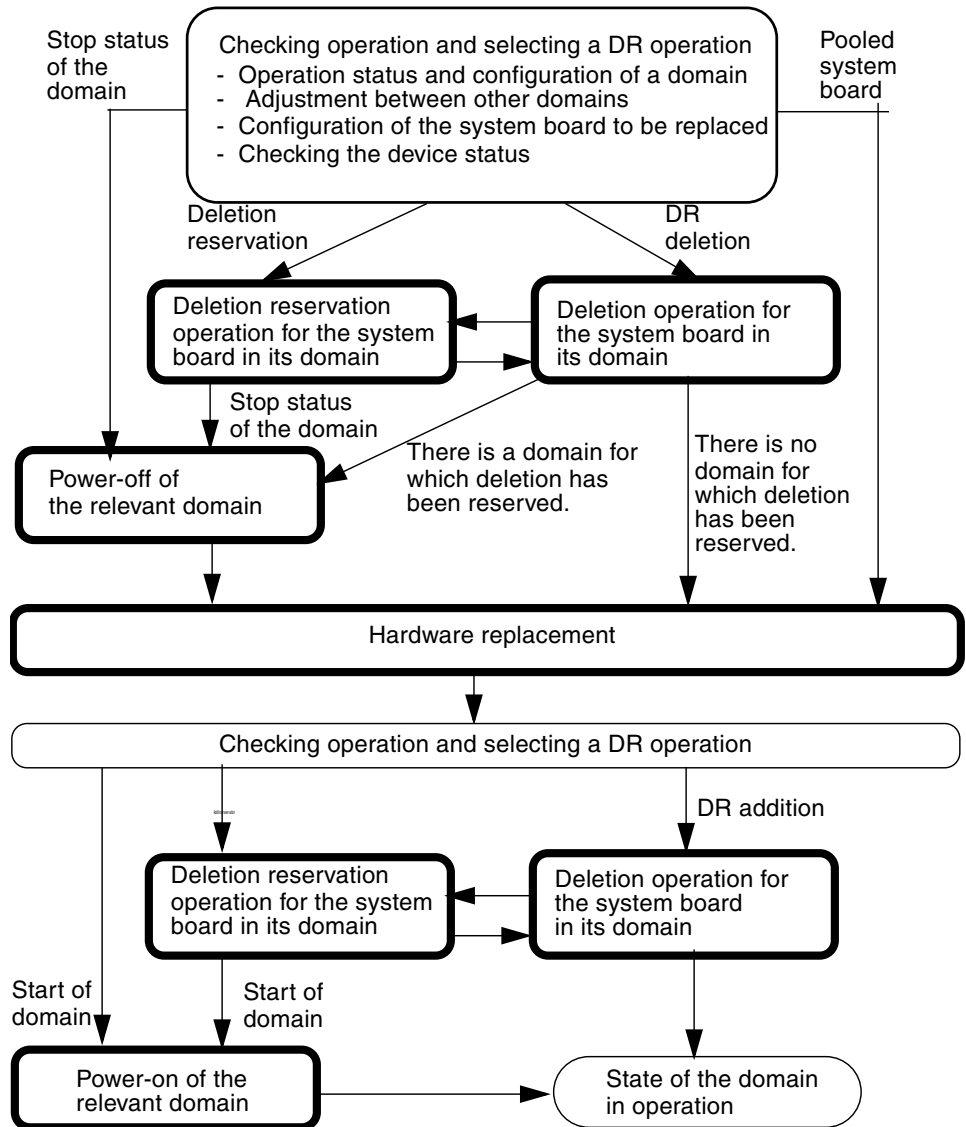 Stop status
of the
domain
Checking operation and selecting a DR operation
- Operation status and configuration of a domain
- Adjustment between other domains
- Configuration of the system board to be replaced
- Checking the device status
Pooled
system
board
Deletion
reservation
DR
deletion
Deletion reservation
operation for the system
board in its domain
Deletion operation for
the system board in
its domain
Stop status
of the domain
There is a domain for
which deletion has
been reserved.
There is no
domain for
which deletion
has been
reserved.
Power-off of
the relevant domain
Hardware replacement
Checking operation and selecting a DR operation
DR addition
Deletion reservation
operation for the system
board in its domain
Deletion operation for
the system board
in its domain
Start of
domain
Start of
domain
Power-on of the
relevant domain
State of the domain
in operation